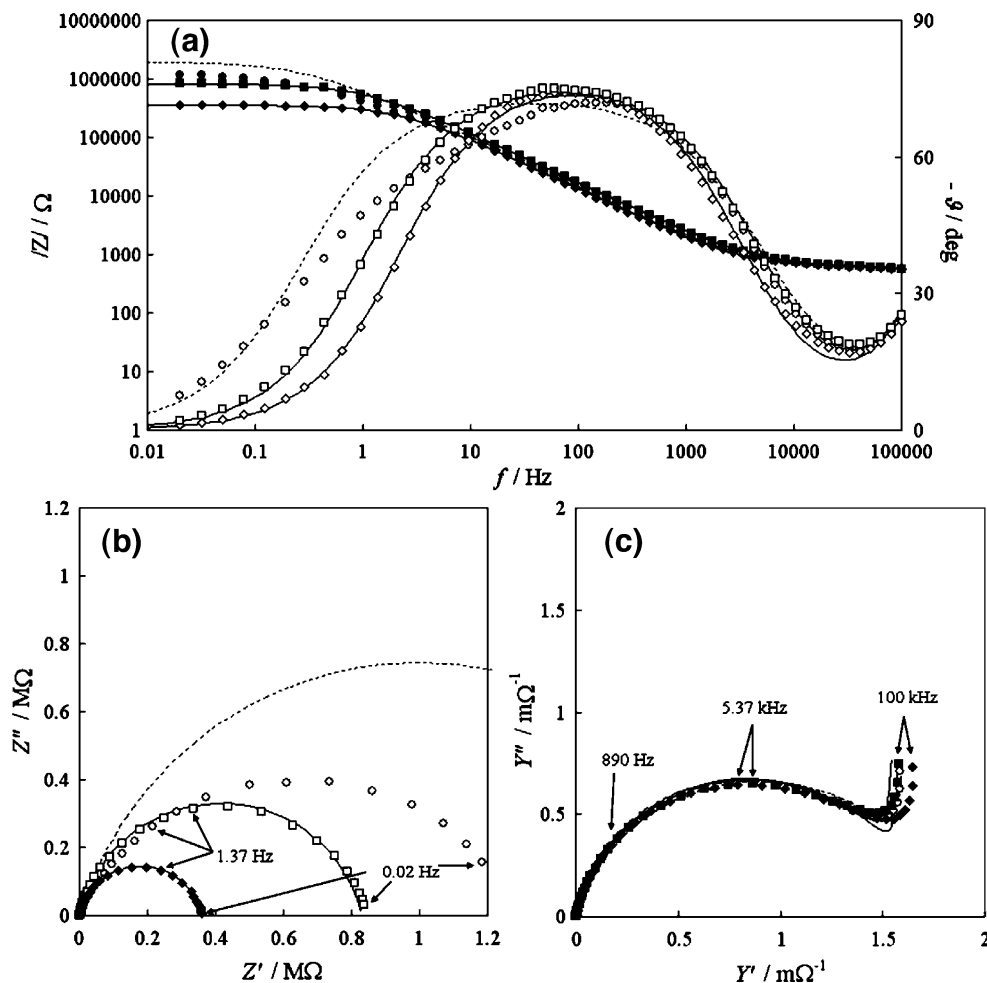 (a)
10000000
1000000
100000
10000
1000
100
10
1
/Z/ / Ω
90
60
30
0
- ϑ / deg
0.01 0.1 1 10 100 1000 10000 100000
f / Hz
(b)
1.2
1
0.8
0.6
0.4
0.2
0
Z'' / MΩ
1.37 Hz
0.02 Hz
0 0.2 0.4 0.6 0.8 1 1.2
Z' / MΩ
(c)
2
1.5
1
0.5
0
Y'' / mΩ⁻¹
100 kHz
5.37 kHz
890 Hz
0 0.5 1 1.5 2
Y' / mΩ⁻¹